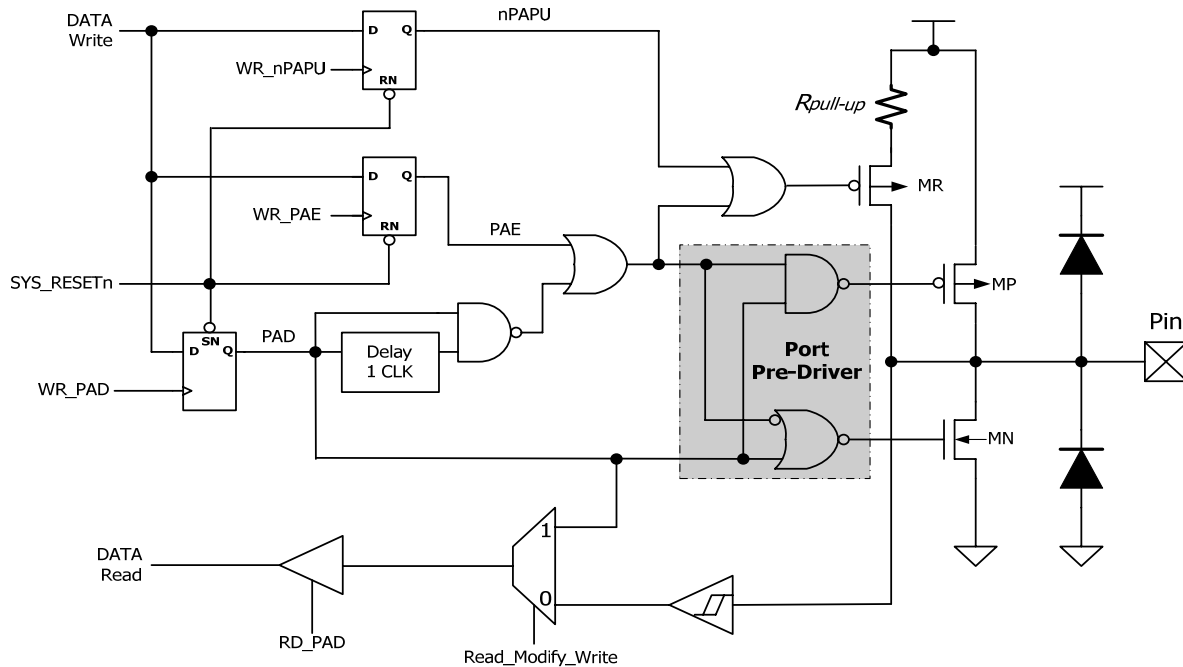 DATA
Write
nPAPU
D
Q
WR_nPAPU
RN
Rpull-up
D
Q
MR
WR_PAE
RN
PAE
SYS_RESETn
MP
SN
PAD
D
Q
Delay
1 CLK
Port
Pre-Driver
Pin
WR_PAD
MN
1
DATA
Read
0
RD_PAD
Read_Modify_Write